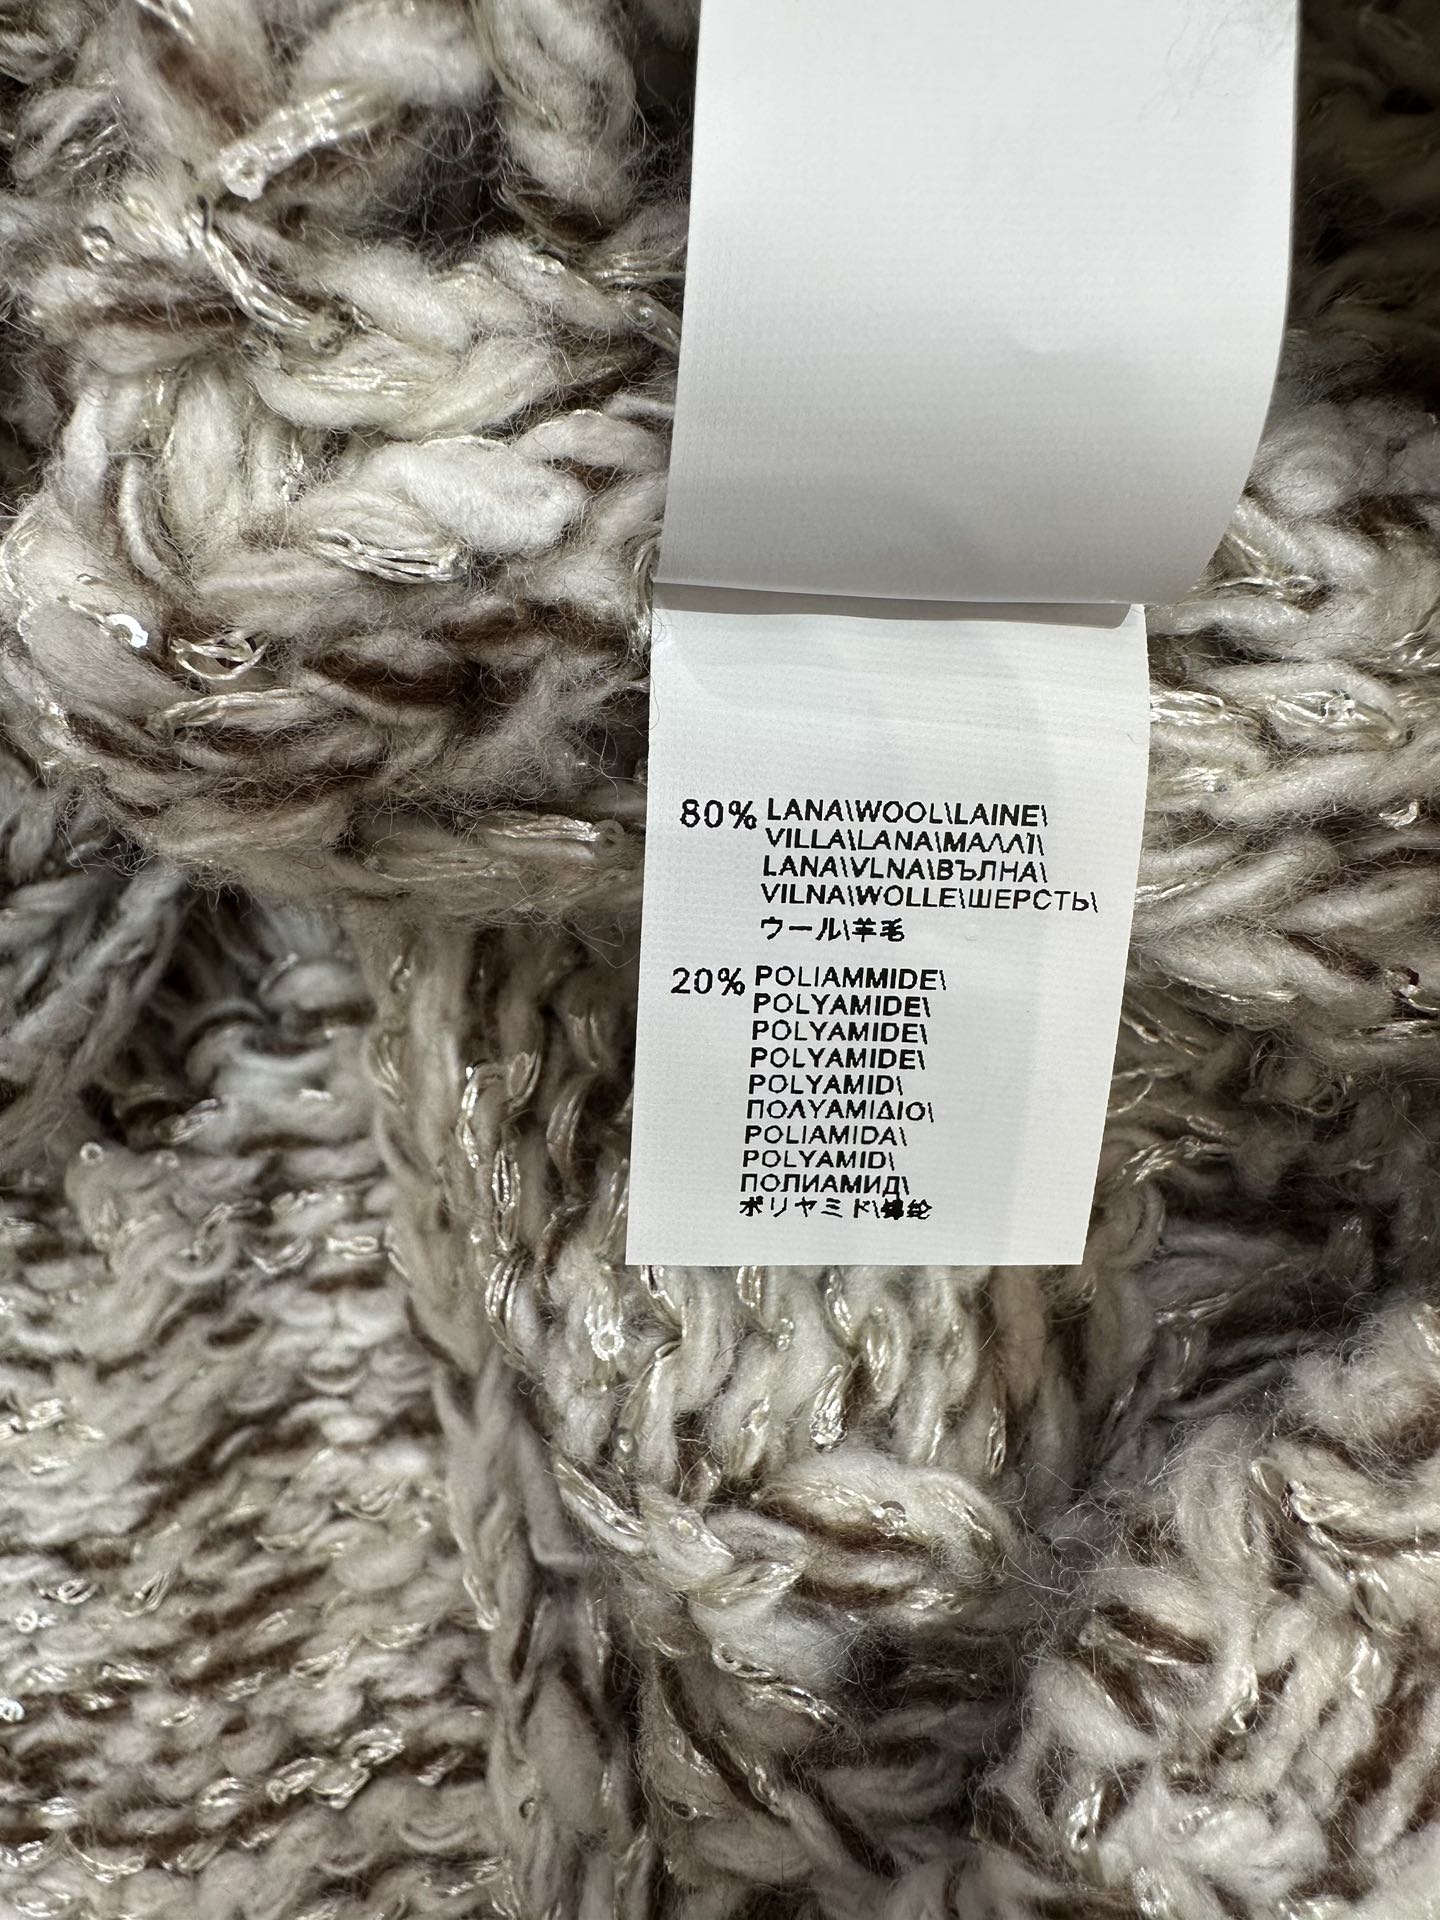 80% LANA\WOOL\LAINE\
VILLA\LANA\ΜΑΛΛΊ\
LANA\VLNA\ВЪЛНА\
VILNA\WOLLE\ШЕРСТЬ\
ウール\羊毛
20% POLIAMMIDE\
POLYAMIDE\
POLYAMIDE\
POLYAMIDE\
POLYAMID\
ΠΟΛΥΑΜΙΔΙΟ\
POLIAMIDA\
POLYAMID\
ПОЛИАМИД\
ポリヤミド\锦纶